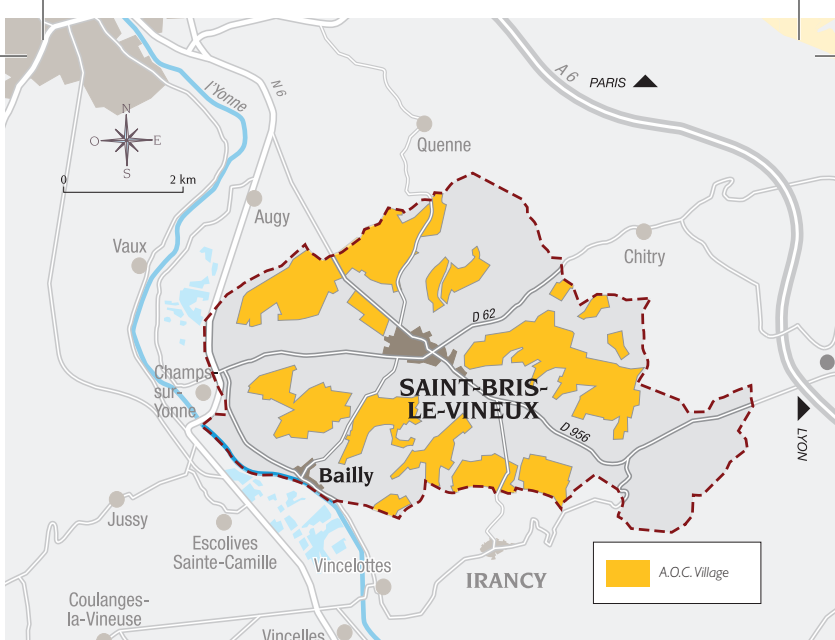 A 6
PARIS
l'Yonne
N 6
N
O
E
S
0
2 km
Quenne
Augy
Vaux
Chitry
D 62
Champs-
sur-
Yonne
SAINT-BRIS-
LE-VINEUX
D 956
LYON
Bailly
Jussy
Escolives
Sainte-Camille
Vincelottes
IRANCY
A.O.C. Village
Coulanges-
la-Vineuse
Vincelles